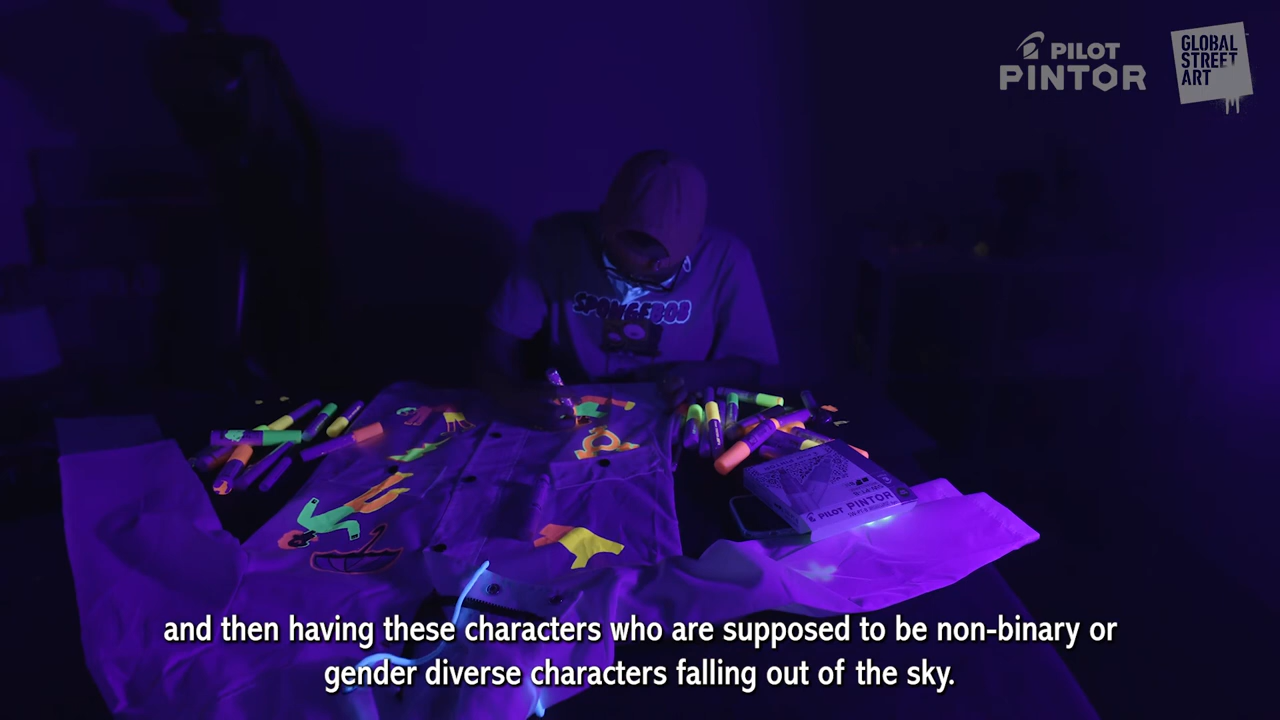 PILOT
PINTOR
GLOBAL
STREET
ART
SPONGEBOB
PILOT PINTOR
and then having these characters who are supposed to be non-binary or
gender diverse characters falling out of the sky.